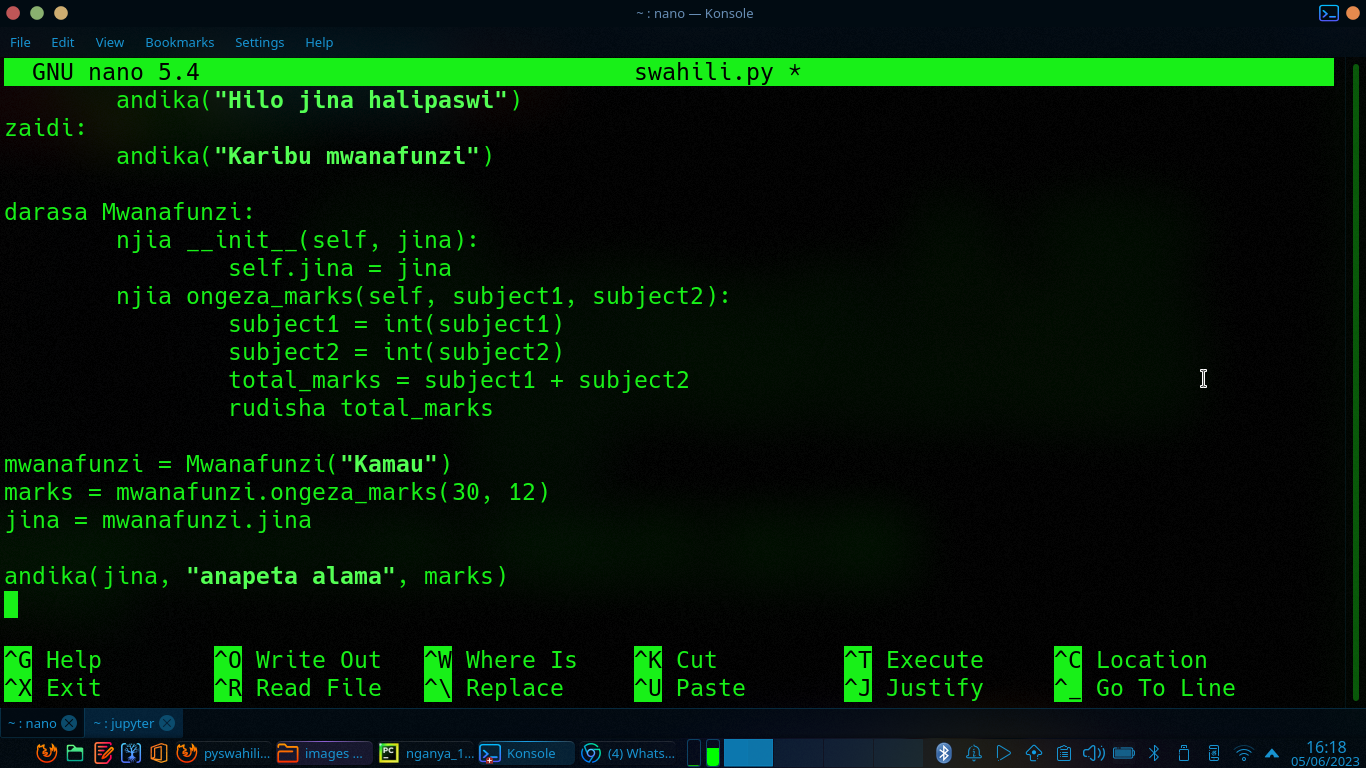 ~ : nano — Konsole
File Edit View Bookmarks Settings Help
GNU nano 5.4 swahili.py *
andika("Hilo jina halipaswi")
zaidi:
andika("Karibu mwanafunzi")
darasa Mwanafunzi:
njia __init__(self, jina):
self.jina = jina
njia ongeza_marks(self, subject1, subject2):
subject1 = int(subject1)
subject2 = int(subject2)
total_marks = subject1 + subject2
rudisha total_marks
mwanafunzi = Mwanafunzi("Kamau")
marks = mwanafunzi.ongeza_marks(30, 12)
jina = mwanafunzi.jina
andika(jina, "anapeta alama", marks)
^G Help ^O Write Out ^W Where Is ^K Cut ^T Execute ^C Location
^X Exit ^R Read File ^\ Replace ^U Paste ^J Justify ^_ Go To Line
~ : nano ~ : jupyter
pyswahili... images ... PC nganya_1... Konsole (4) Whats... 16:18
05/06/2023